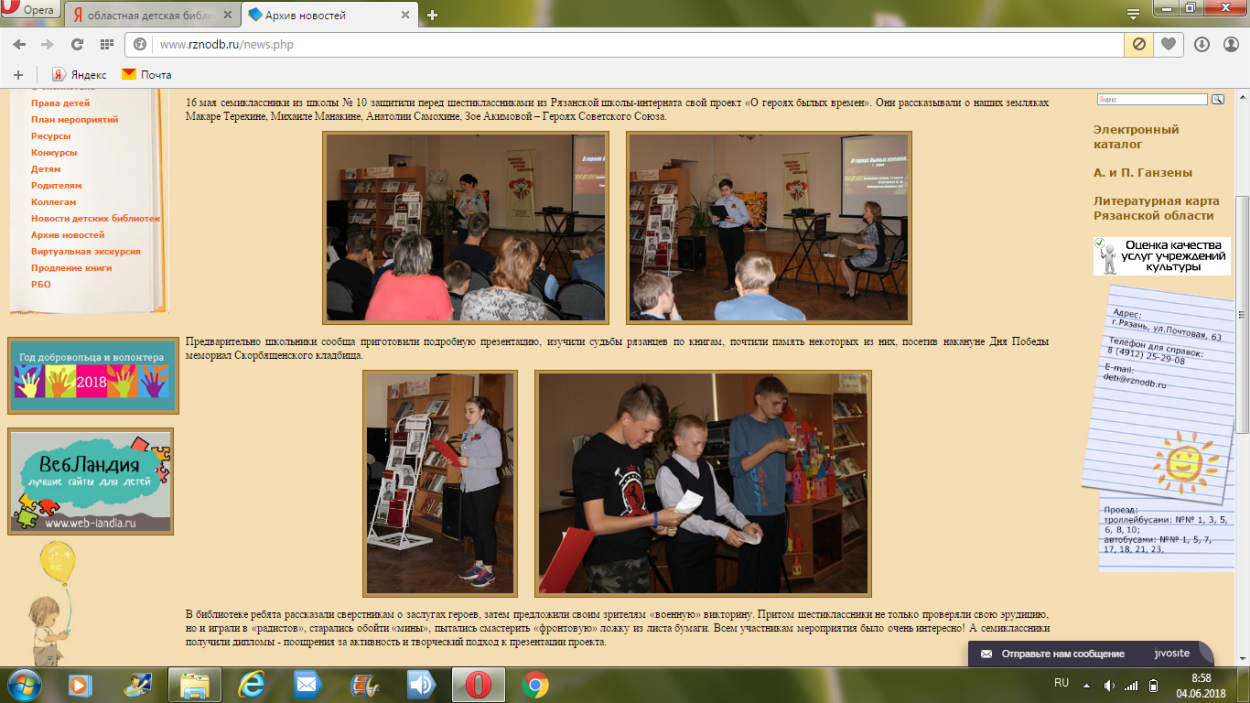 Opera
областная детская библи
Архив новостей
www.rznodb.ru/news.php
Яндекс
Почта
Права детей
План мероприятий
Ресурсы
Конкурсы
Детям
Родителям
Коллегам
Новости детских библиотек
Архив новостей
Виртуальная экскурсия
Продление книги
РБО
Год добровольца и волонтера
2018
ВебЛандия
лучшие сайты для детей
www.web-landia.ru
16 мая семиклассники из школы № 10 защитили перед шестиклассниками из Рязанской школы-интерната свой проект «О героях былых времен». Они рассказывали о наших земляках
Макаре Терехине, Михаиле Манакине, Анатолии Самохине, Зое Акимовой – Героях Советского Союза.
Предварительно школьники сообща приготовили подробную презентацию, изучили судьбы рязанцев по книгам, почтили память некоторых из них, посетив накануне Дня Победы
мемориал Скорбященского кладбища.
В библиотеке ребята рассказали сверстникам о заслугах героев, затем предложили своим зрителям «военную» викторину. Притом шестиклассники не только проверяли свою эрудицию,
но и играли в «радистов», старались обойти «мины», пытались смастерить «фронтовую» ложку из листа бумаги. Всем участникам мероприятия было очень интересно! А семиклассники
получили дипломы - поощрения за активность и творческий подход к презентации проекта.
Яндекс
Электронный
каталог
А. и П. Ганзены
Литературная карта
Рязанской области
Оценка качества
услуг учреждений
культуры
Адрес:
г.Рязань, ул.Почтовая, 63
Телефон для справок:
8 (4912) 25-29-08
E-mail:
deti@rznodb.ru
Проезд:
троллейбусами: №№ 1, 3, 5,
6, 8, 10;
автобусами: №№ 1, 5, 7,
17, 18, 21, 23,
Отправьте нам сообщение
jivosite
RU
8:58
04.06.2018